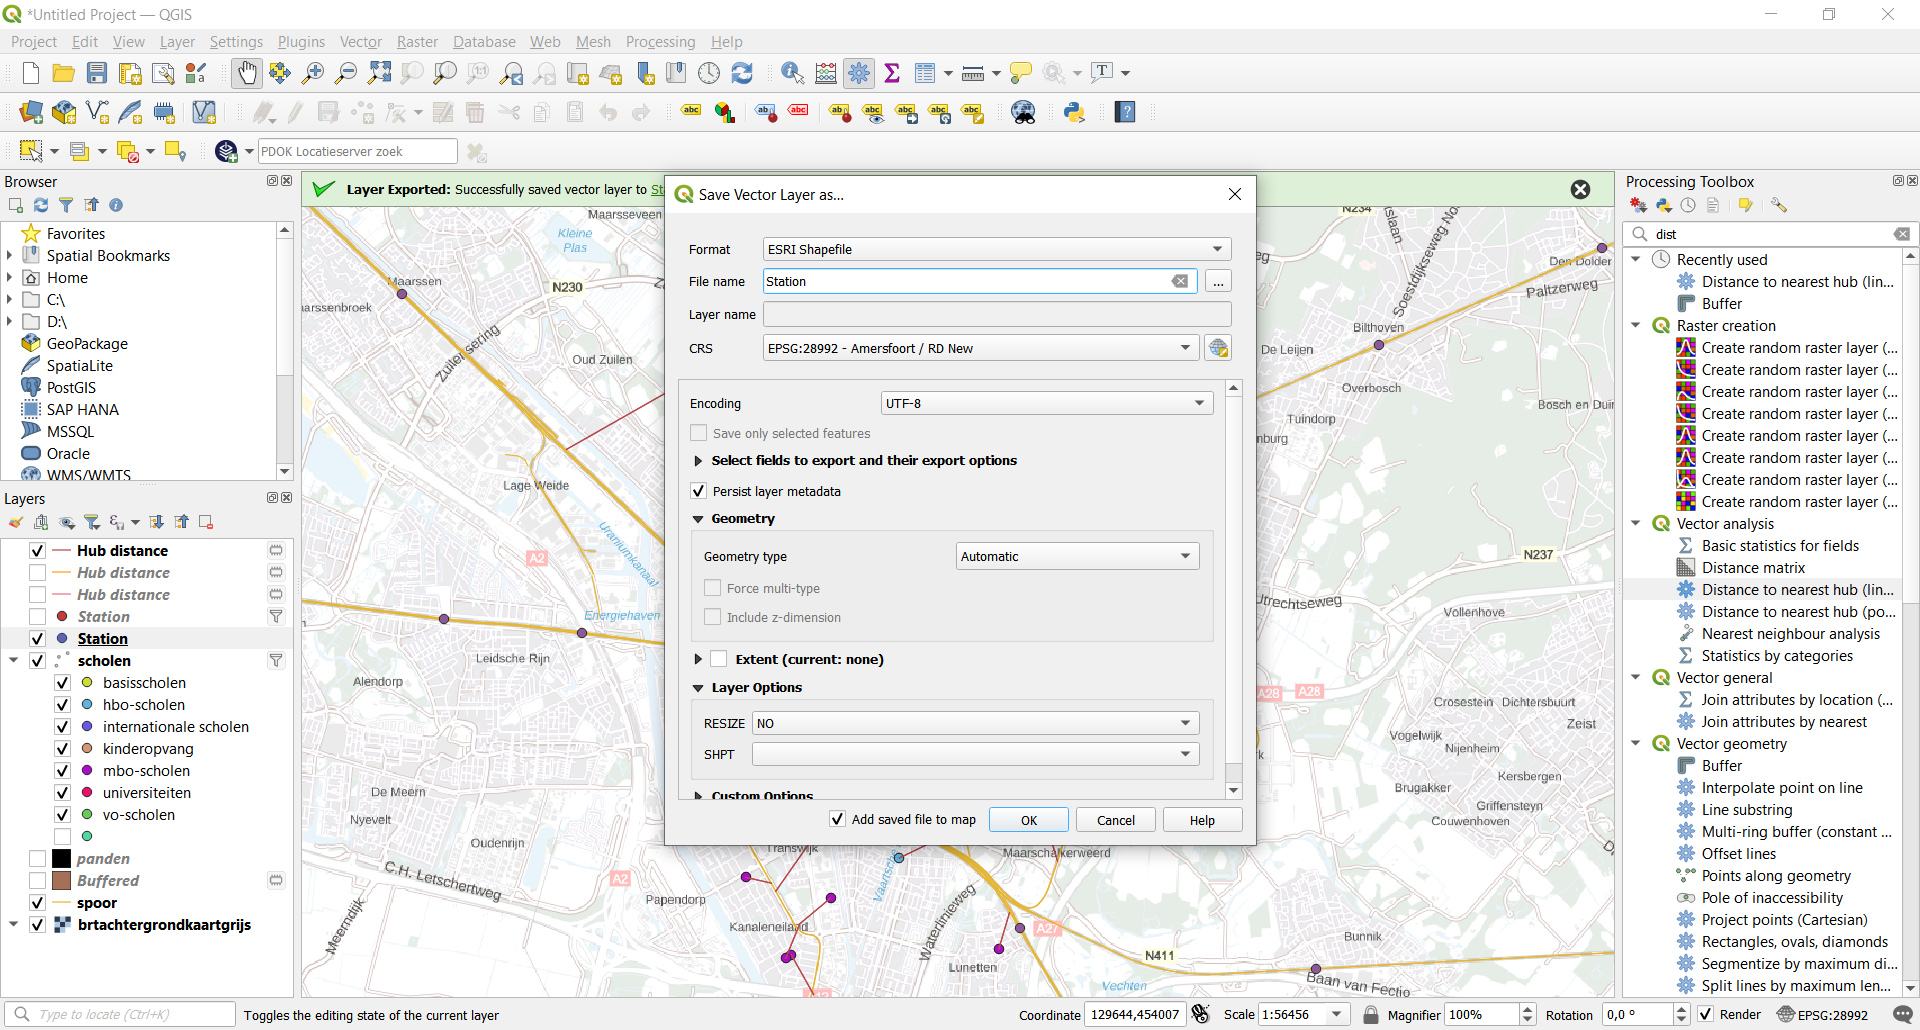 *Untitled Project — QGIS
Project Edit View Layer Settings Plugins Vector Raster Database Web Mesh Processing Help
PDOK Locatieserver zoek
Browser
Favorites
Spatial Bookmarks
Home
C:\
D:\
GeoPackage
SpatiaLite
PostGIS
SAP HANA
MSSQL
Oracle
WMS/WMTS
Layers
Hub distance
Hub distance
Hub distance
Station
Station
scholen
basisscholen
hbo-scholen
internationale scholen
kinderopvang
mbo-scholen
universiteiten
vo-scholen
panden
Buffered
spoor
brtachtergrondkaartgrijs
Layer Exported: Successfully saved vector layer to St
Maarsseveen
Kleine
Plas
Maarssen
N230
arssenbroek
Zuilense ring
Oud Zuilen
Lage Weide
Uraniumkanaal
A2
Energiehaven
Leidsche Rijn
Alendorp
De Meern
Nyevelt
Oudenrijn
C.H. Letschertweg
A2
Meerndijk
Papendorp
Transwijk
Vaartsche
Kanaleneiland
Waterlinieweg
Maarschalkerweerd
A27
Lunetten
Vechten
N411
Bunnik
Baan van Fectio
N234
Soestdijkseweg No
Den Dolder
Paltzerweg
Bilthoven
De Leijen
Overbosch
Tuindorp
Bosch en Duin
nburg
N237
Utrechtseweg
Vollenhove
A28
A28
Crosestein
Dichtersbuurt
Zeist
Vogelwijk
Nijenheim
Kersbergen
Brugakker
Griffensteyn
Couwenhoven
Save Vector Layer as...
Format ESRI Shapefile
File name Station ...
Layer name
CRS EPSG:28992 - Amersfoort / RD New
Encoding UTF-8
Save only selected features
Select fields to export and their export options
Persist layer metadata
Geometry
Geometry type Automatic
Force multi-type
Include z-dimension
Extent (current: none)
Layer Options
RESIZE NO
SHPT
Custom Options
Add saved file to map OK Cancel Help
Processing Toolbox
dist
Recently used
Distance to nearest hub (lin...
Buffer
Raster creation
Create random raster layer (...
Create random raster layer (...
Create random raster layer (...
Create random raster layer (...
Create random raster layer (...
Create random raster layer (...
Create random raster layer (...
Create random raster layer (...
Vector analysis
Basic statistics for fields
Distance matrix
Distance to nearest hub (lin...
Distance to nearest hub (po...
Nearest neighbour analysis
Statistics by categories
Vector general
Join attributes by location (...
Join attributes by nearest
Vector geometry
Buffer
Interpolate point on line
Line substring
Multi-ring buffer (constant ...
Offset lines
Points along geometry
Pole of inaccessibility
Project points (Cartesian)
Rectangles, ovals, diamonds
Segmentize by maximum di...
Split lines by maximum len...
Type to locate (Ctrl+K) Toggles the editing state of the current layer Coordinate 129644,454007 Scale 1:56456 Magnifier 100% Rotation 0,0 ° Render EPSG:28992